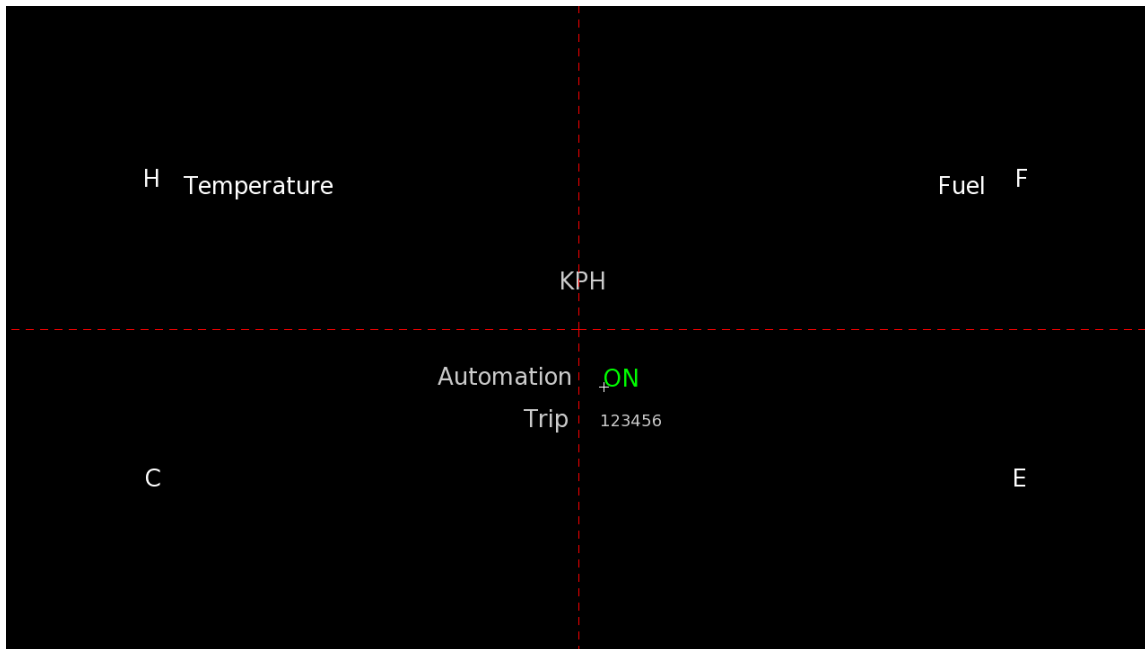 H Temperature Fuel F
KPH
Automation ON
Trip 123456
C E